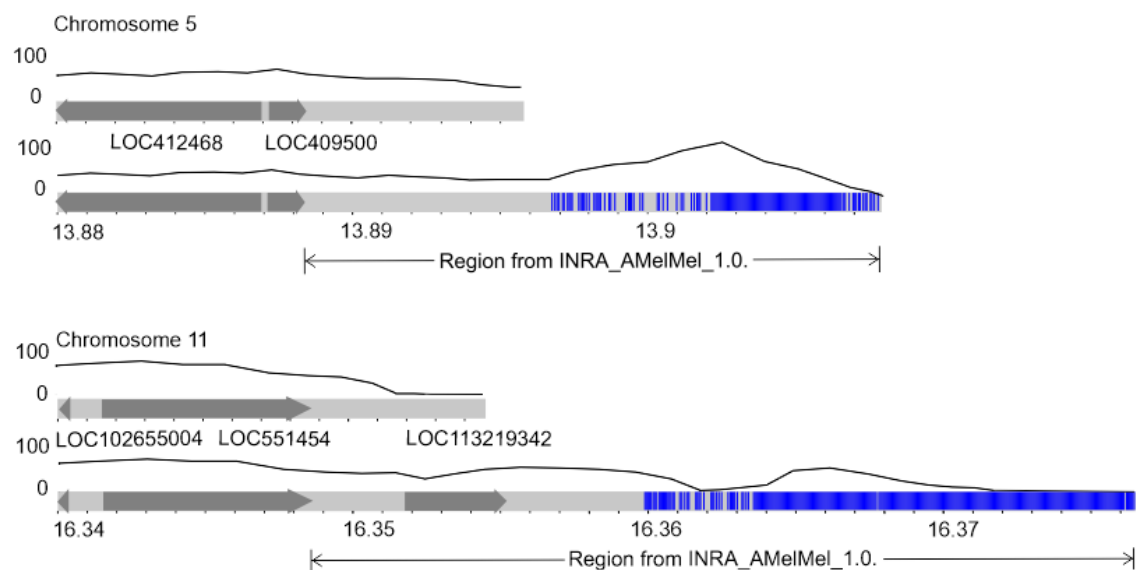 Chromosome 5
100
0
LOC412468 LOC409500
100
0
13.88 13.89 13.9
Region from INRA_AMelMel_1.0.
Chromosome 11
100
0
LOC102655004 LOC551454 LOC113219342
100
0
16.34 16.35 16.36 16.37
Region from INRA_AMelMel_1.0.